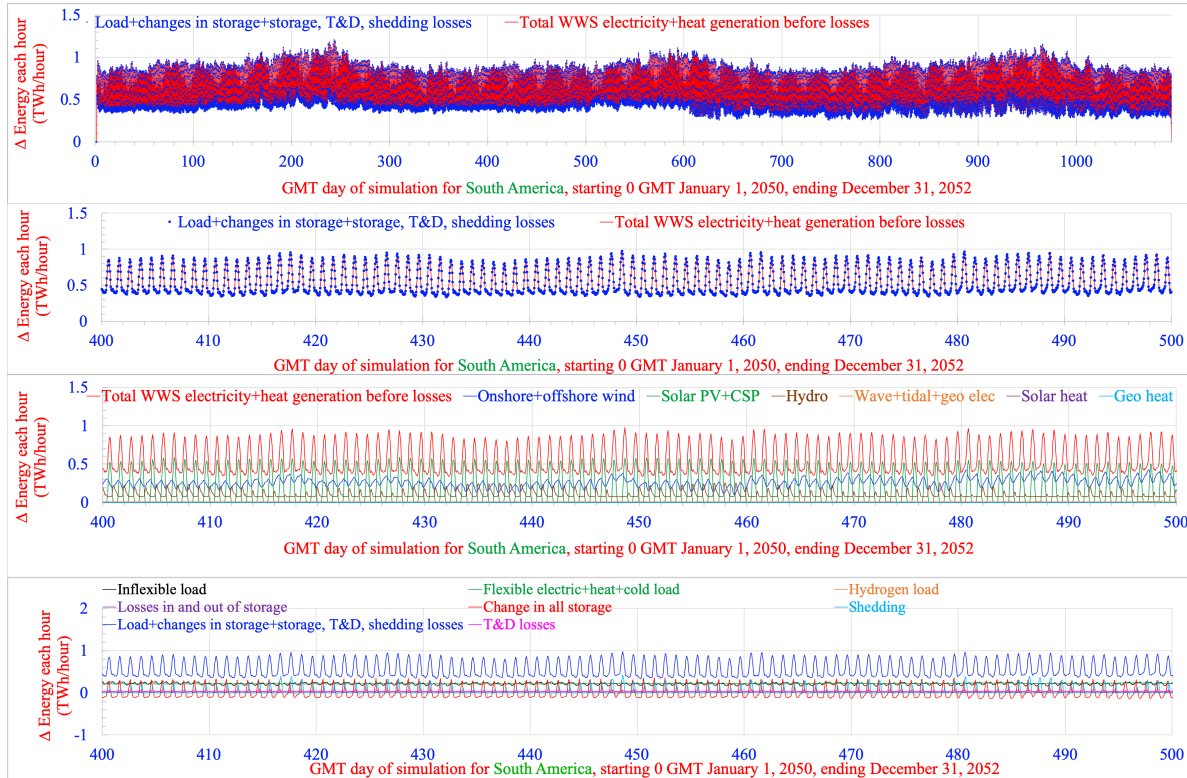 Load+changes in storage+storage, T&D, shedding losses —Total WWS electricity+heat generation before losses
Δ Energy each hour
(TWh/hour)
1.5
1
0.5
0
0 100 200 300 400 500 600 700 800 900 1000
GMT day of simulation for South America, starting 0 GMT January 1, 2050, ending December 31, 2052
Load+changes in storage+storage, T&D, shedding losses —Total WWS electricity+heat generation before losses
Δ Energy each hour
(TWh/hour)
1.5
1
0.5
0
400 410 420 430 440 450 460 470 480 490 500
GMT day of simulation for South America, starting 0 GMT January 1, 2050, ending December 31, 2052
—Total WWS electricity+heat generation before losses —Onshore+offshore wind —Solar PV+CSP —Hydro —Wave+tidal+geo elec —Solar heat —Geo heat
Δ Energy each hour
(TWh/hour)
1.5
1
0.5
0
400 410 420 430 440 450 460 470 480 490 500
GMT day of simulation for South America, starting 0 GMT January 1, 2050, ending December 31, 2052
—Inflexible load —Flexible electric+heat+cold load —Hydrogen load
—Losses in and out of storage —Change in all storage —Shedding
—Load+changes in storage+storage, T&D, shedding losses —T&D losses
Δ Energy each hour
(TWh/hour)
2
1
0
-1
400 410 420 430 440 450 460 470 480 490 500
GMT day of simulation for South America, starting 0 GMT January 1, 2050, ending December 31, 2052